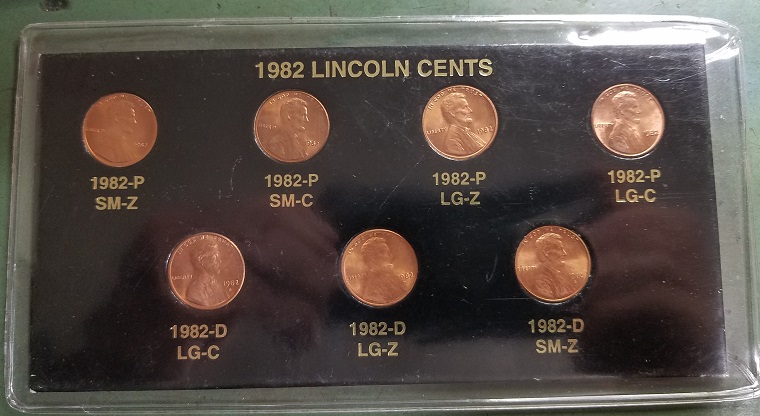 1982 LINCOLN CENTS
1982-P
SM-Z
1982-P
SM-C
1982-P
LG-Z
1982-P
LG-C
1982-D
LG-C
1982-D
LG-Z
1982-D
SM-Z